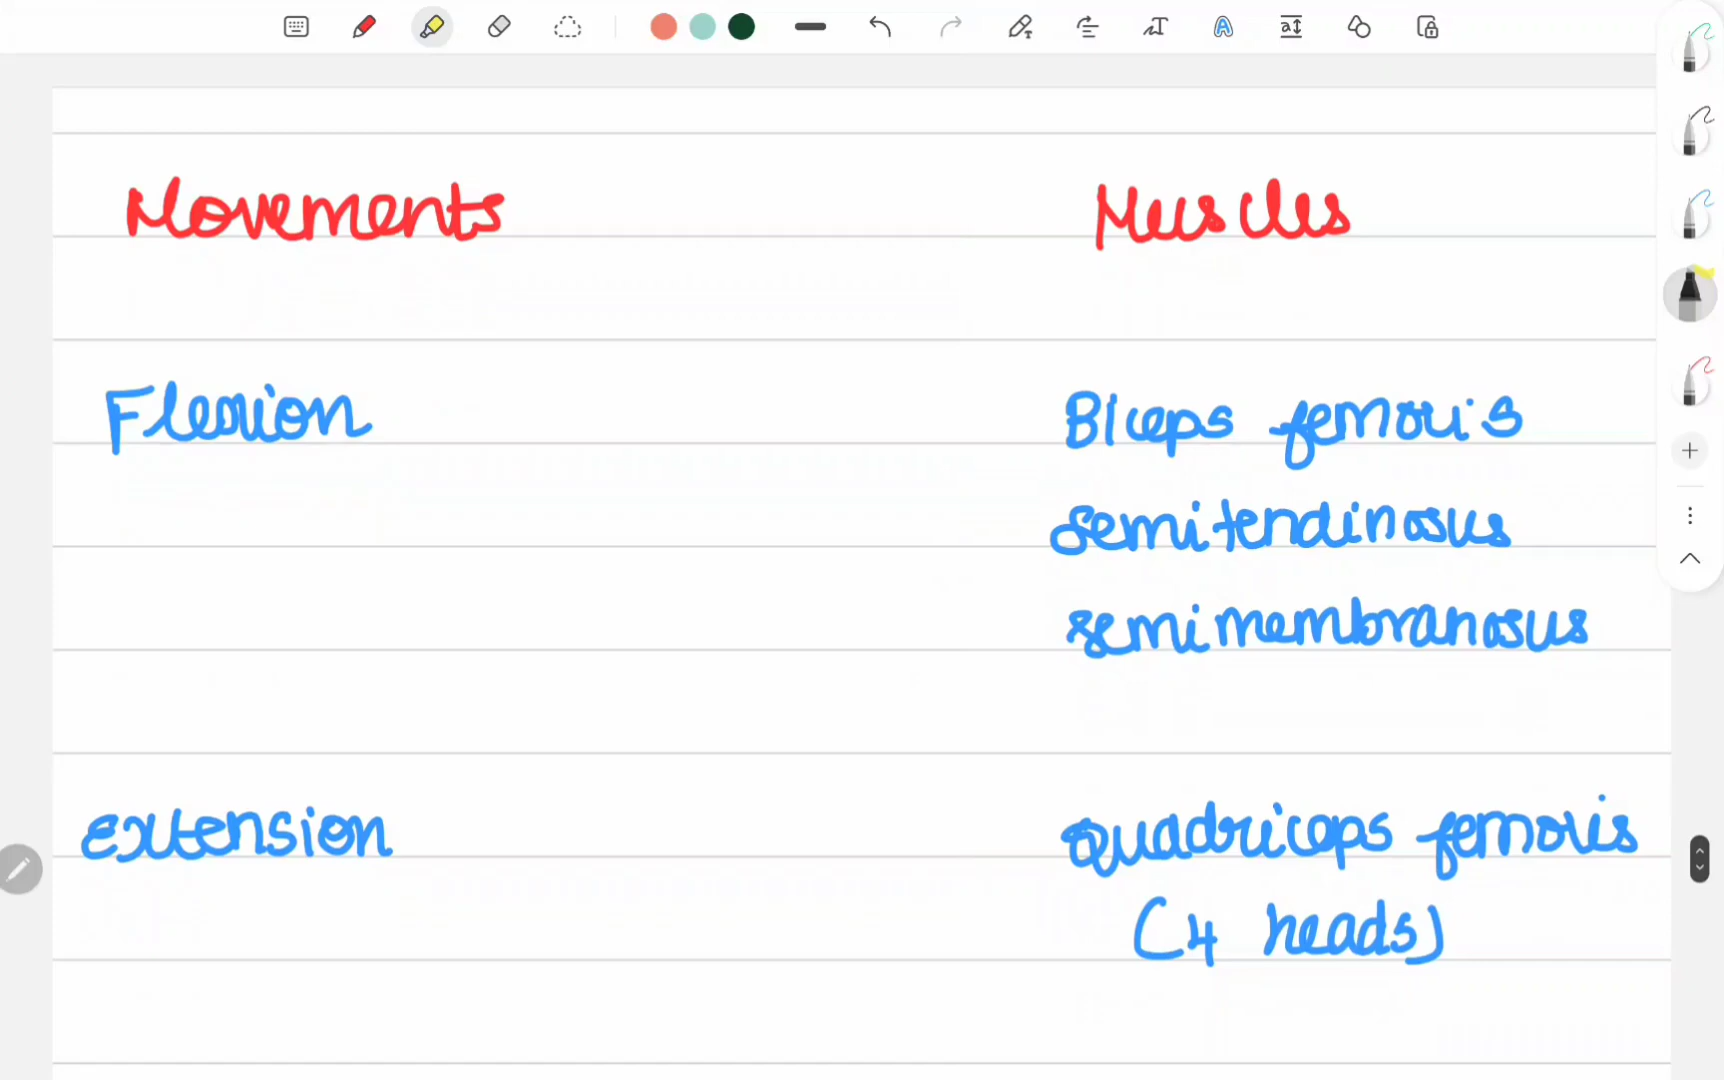 Movements Muscles
Flexion Biceps femoris
semitendinosus
semimembranosus
Extension quadriceps femoris
(4 heads)